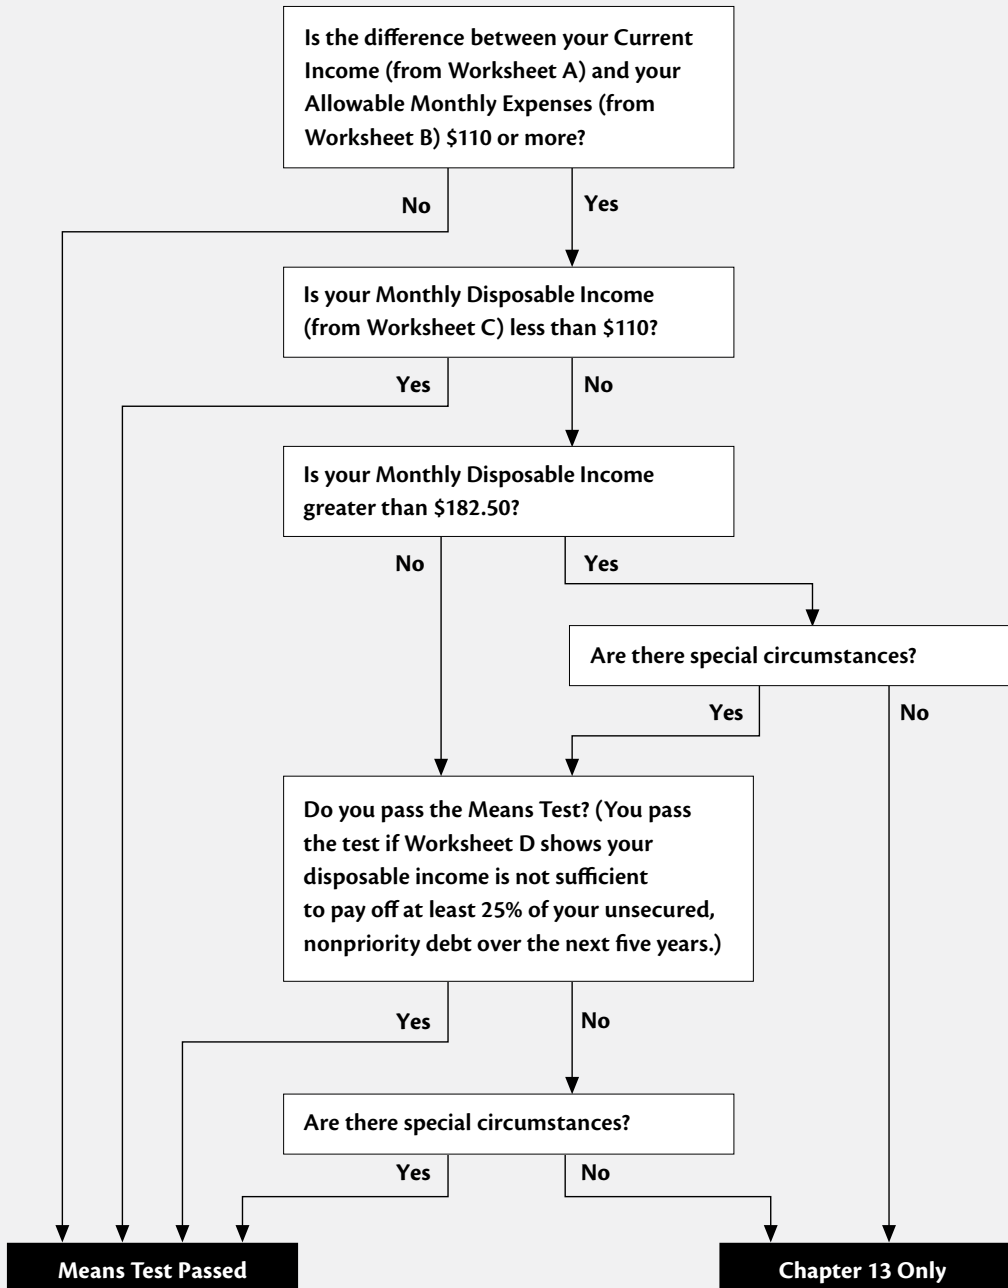 Is the difference between your Current
Income (from Worksheet A) and your
Allowable Monthly Expenses (from
Worksheet B) $110 or more?
No
Yes
Is your Monthly Disposable Income
(from Worksheet C) less than $110?
Yes
No
Is your Monthly Disposable Income
greater than $182.50?
No
Yes
Are there special circumstances?
Yes
No
Do you pass the Means Test? (You pass
the test if Worksheet D shows your
disposable income is not sufficient
to pay off at least 25% of your unsecured,
nonpriority debt over the next five years.)
Yes
No
Are there special circumstances?
Yes
No
Means Test Passed
Chapter 13 Only